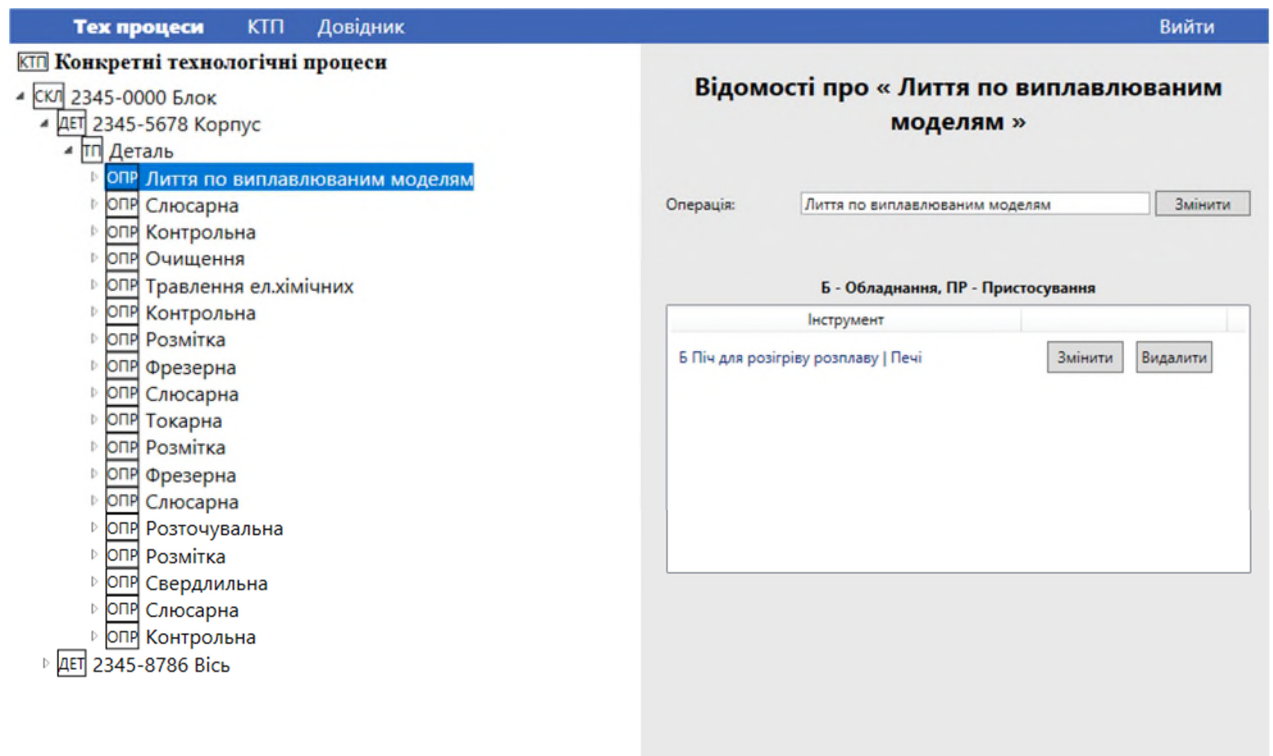 Тех процеси КТП Довідник Вийти
КТП Конкретні технологічні процеси
СКЛ 2345-0000 Блок
ДЕТ 2345-5678 Корпус
ТП Деталь
ОПР Лиття по виплавлюваним моделям
ОПР Слюсарна
ОПР Контрольна
ОПР Очищення
ОПР Травлення ел.хімічних
ОПР Контрольна
ОПР Розмітка
ОПР Фрезерна
ОПР Слюсарна
ОПР Токарна
ОПР Розмітка
ОПР Фрезерна
ОПР Слюсарна
ОПР Розточувальна
ОПР Розмітка
ОПР Свердлильна
ОПР Слюсарна
ОПР Контрольна
ДЕТ 2345-8786 Вісь
Відомості про « Лиття по виплавлюваним
моделям »
Операція: Лиття по виплавлюваним моделям Змінити
Б - Обладнання, ПР - Пристосування
Інструмент
Б Піч для розігріву розплаву | Печі Змінити Видалити